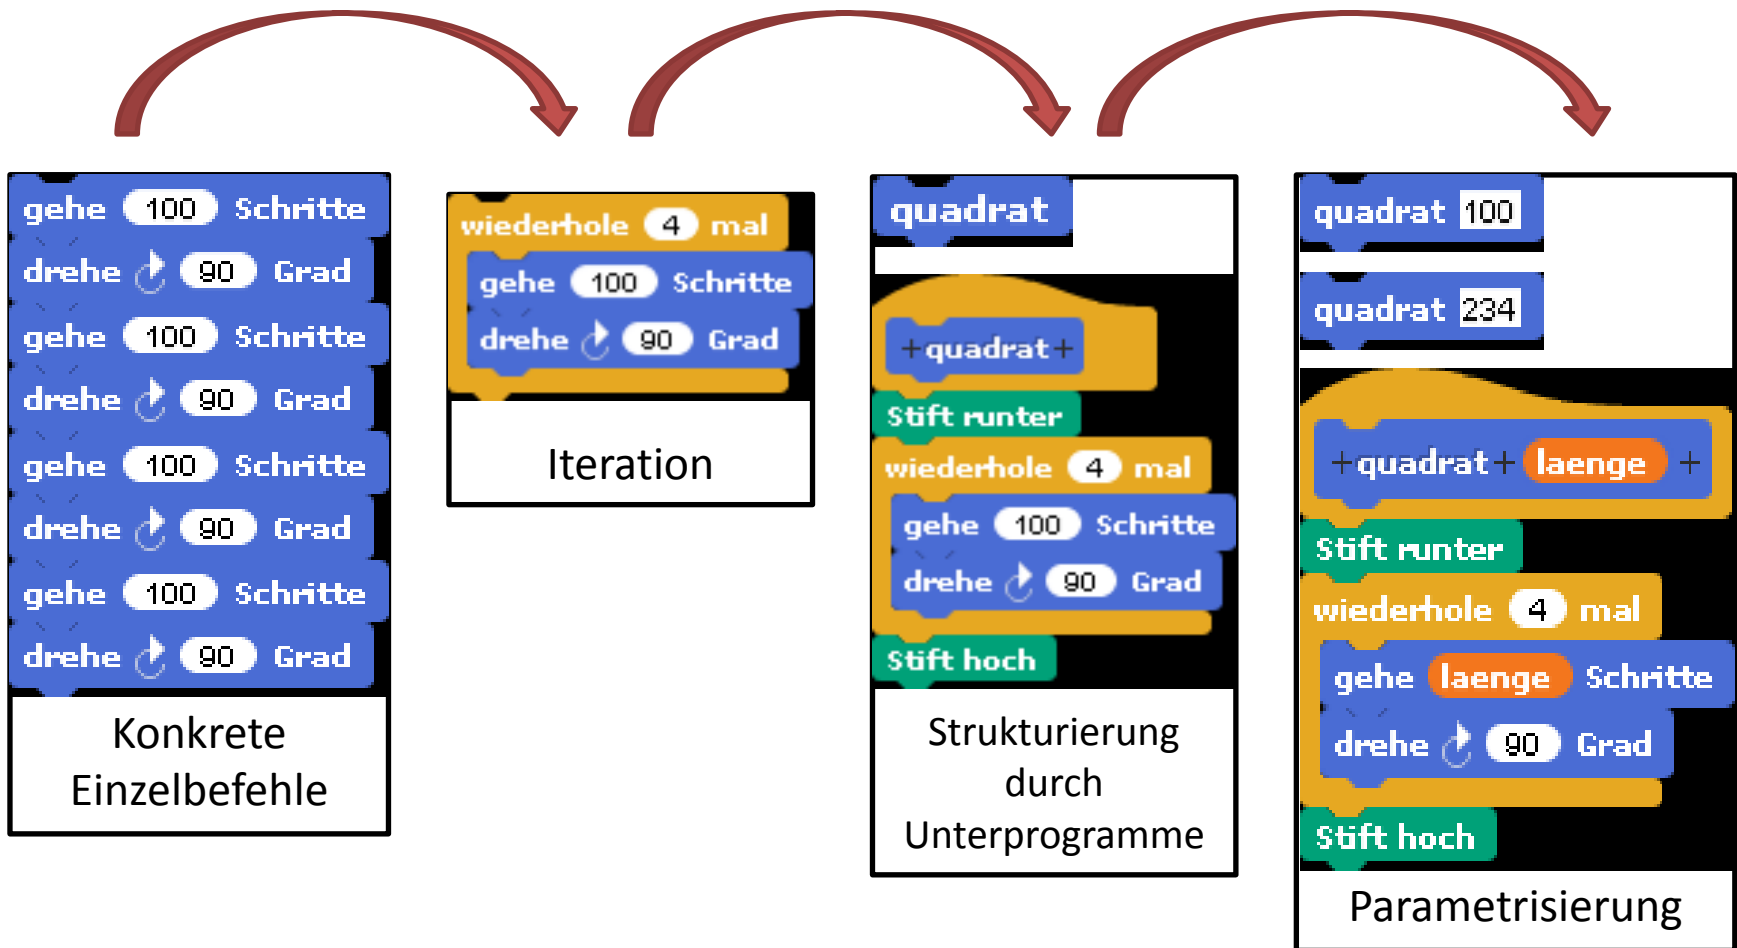 gehe 100 Schritte
drehe 90 Grad
gehe 100 Schritte
drehe 90 Grad
gehe 100 Schritte
drehe 90 Grad
gehe 100 Schritte
drehe 90 Grad
Konkrete
Einzelbefehle
wiederhole 4 mal
gehe 100 Schritte
drehe 90 Grad
Iteration
quadrat
+quadrat+
Stift runter
wiederhole 4 mal
gehe 100 Schritte
drehe 90 Grad
Stift hoch
Strukturierung
durch
Unterprogramme
quadrat 100
quadrat 234
+quadrat+ laenge +
Stift runter
wiederhole 4 mal
gehe laenge Schritte
drehe 90 Grad
Stift hoch
Parametrisierung